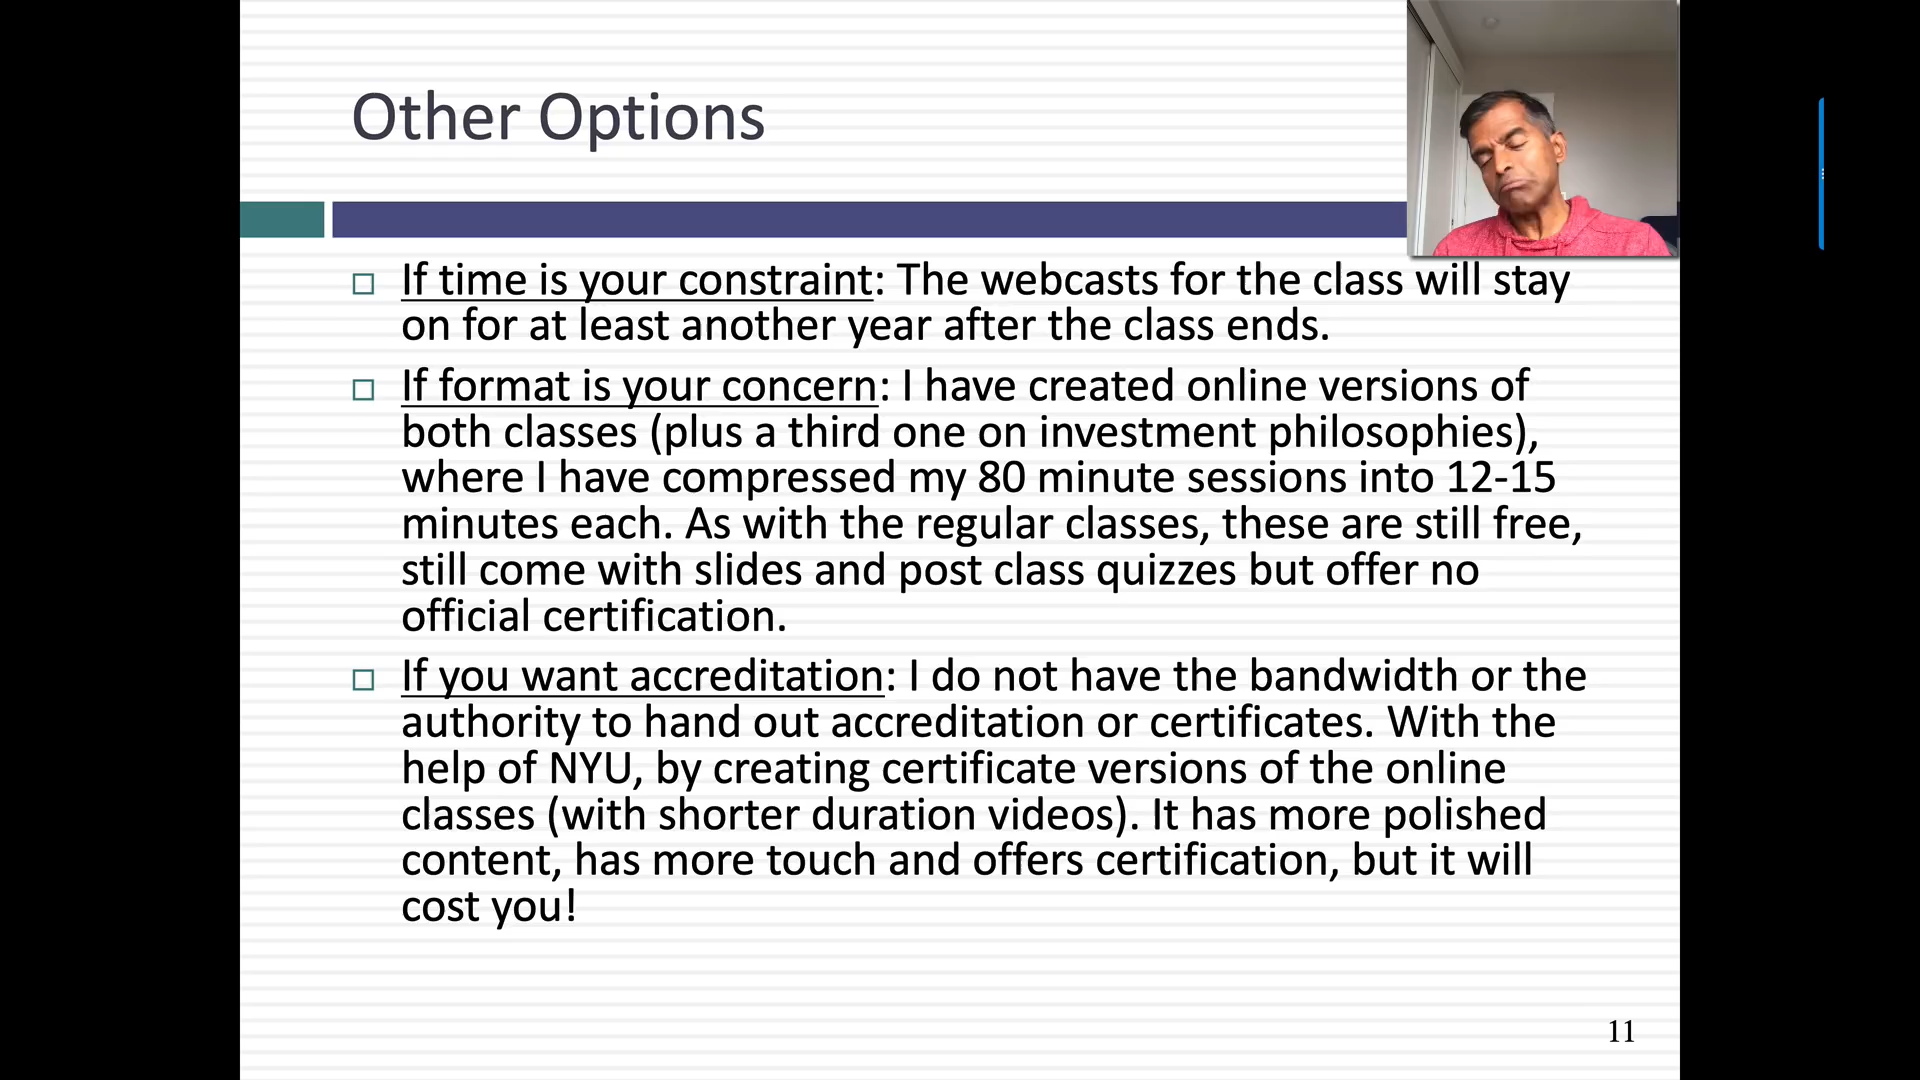 Other Options
If time is your constraint: The webcasts for the class will stay
on for at least another year after the class ends.
If format is your concern: I have created online versions of
both classes (plus a third one on investment philosophies),
where I have compressed my 80 minute sessions into 12-15
minutes each. As with the regular classes, these are still free,
still come with slides and post class quizzes but offer no
official certification.
If you want accreditation: I do not have the bandwidth or the
authority to hand out accreditation or certificates. With the
help of NYU, by creating certificate versions of the online
classes (with shorter duration videos). It has more polished
content, has more touch and offers certification, but it will
cost you!
11